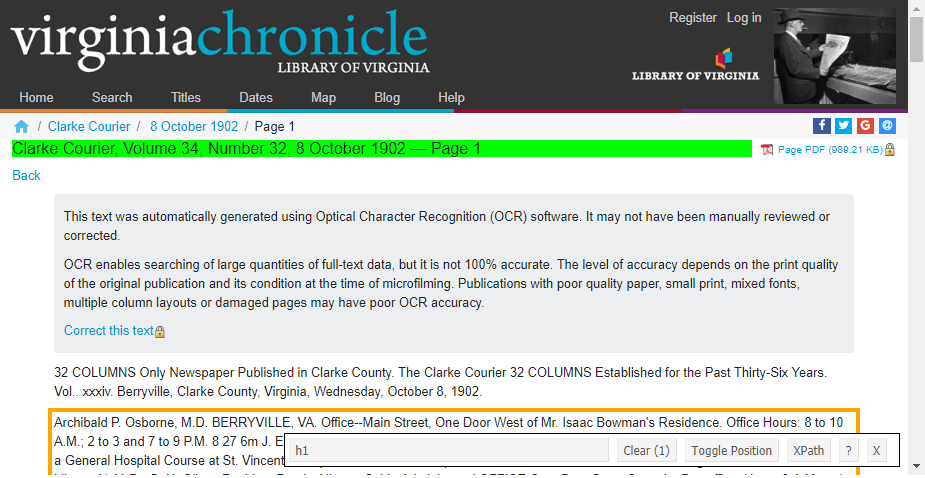 virginiachronicle
LIBRARY OF VIRGINIA
Register Log in
LIBRARY OF VIRGINIA
Home Search Titles Dates Map Blog Help
/ Clarke Courier / 8 October 1902 / Page 1
Clarke Courier, Volume 34, Number 32, 8 October 1902 — Page 1
Page PDF (989.21 KB)
Back
This text was automatically generated using Optical Character Recognition (OCR) software. It may not have been manually reviewed or
corrected.
OCR enables searching of large quantities of full-text data, but it is not 100% accurate. The level of accuracy depends on the print quality
of the original publication and its condition at the time of microfilming. Publications with poor quality paper, small print, mixed fonts,
multiple column layouts or damaged pages may have poor OCR accuracy.
Correct this text
32 COLUMNS Only Newspaper Published in Clarke County. The Clarke Courier 32 COLUMNS Established for the Past Thirty-Six Years.
Vol.. xxxiv. Berryville, Clarke County, Virginia, Wednesday, October 8, 1902.
Archibald P. Osborne, M.D. BERRYVILLE, VA. Office--Main Street, One Door West of Mr. Isaac Bowman's Residence. Office Hours: 8 to 10
A.M.; 2 to 3 and 7 to 9 P.M. 8 27 6m J. E
a General Hospital Course at St. Vincent
h1 Clear (1) Toggle Position XPath ? X